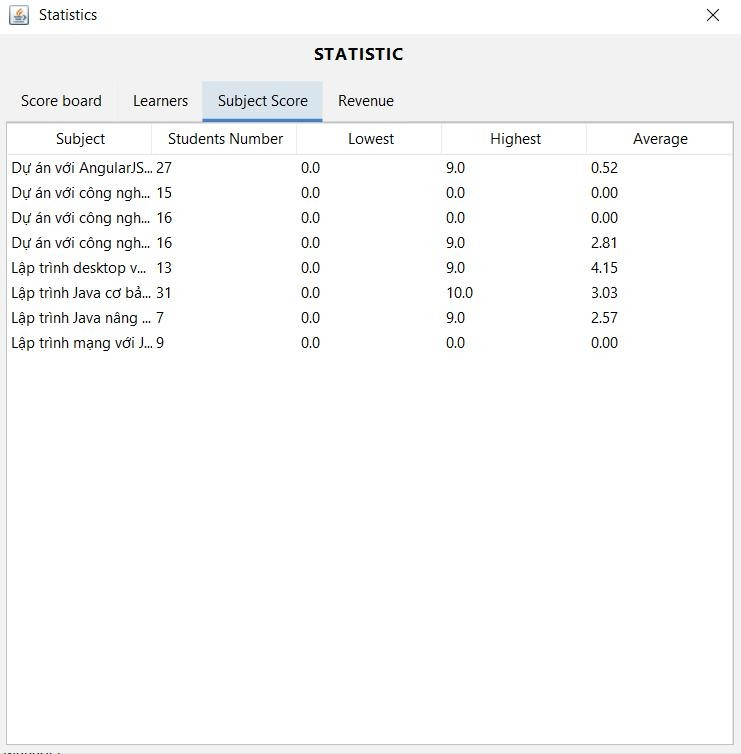 Statistics
STATISTIC
Score board Learners Subject Score Revenue
Subject Students Number Lowest Highest Average
Dự án với AngularJS... 27 0.0 9.0 0.52
Dự án với công ngh... 15 0.0 0.0 0.00
Dự án với công ngh... 16 0.0 0.0 0.00
Dự án với công ngh... 16 0.0 9.0 2.81
Lập trình desktop v... 13 0.0 9.0 4.15
Lập trình Java cơ bả... 31 0.0 10.0 3.03
Lập trình Java nâng ... 7 0.0 9.0 2.57
Lập trình mạng với J... 9 0.0 0.0 0.00